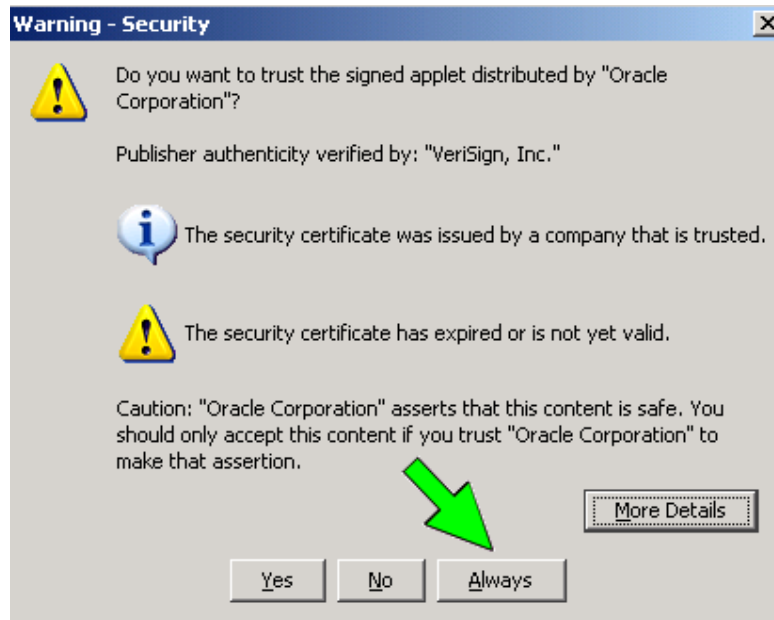 Warning - Security
Do you want to trust the signed applet distributed by "Oracle
Corporation"?
Publisher authenticity verified by: "VeriSign, Inc."
The security certificate was issued by a company that is trusted.
The security certificate has expired or is not yet valid.
Caution: "Oracle Corporation" asserts that this content is safe. You
should only accept this content if you trust "Oracle Corporation" to
make that assertion.
More Details
Yes No Always